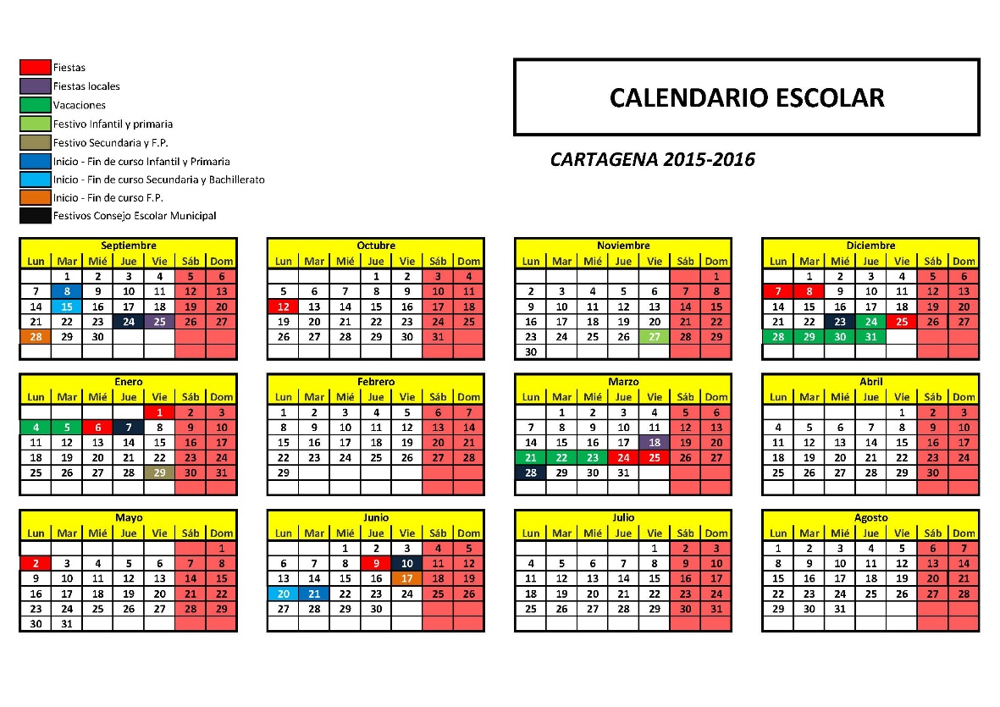 Fiestas
Fiestas locales
Vacaciones
Festivo Infantil y primaria
Festivo Secundaria y F.P.
Inicio - Fin de curso Infantil y Primaria
Inicio - Fin de curso Secundaria y Bachillerato
Inicio - Fin de curso F.P.
Festivos Consejo Escolar Municipal
CALENDARIO ESCOLAR
CARTAGENA 2015-2016
Septiembre
Lun Mar Mié Jue Vie Sáb Dom
1 2 3 4 5 6
7 8 9 10 11 12 13
14 15 16 17 18 19 20
21 22 23 24 25 26 27
28 29 30
Octubre
Lun Mar Mié Jue Vie Sáb Dom
1 2 3 4
5 6 7 8 9 10 11
12 13 14 15 16 17 18
19 20 21 22 23 24 25
26 27 28 29 30 31
Noviembre
Lun Mar Mié Jue Vie Sáb Dom
1
2 3 4 5 6 7 8
9 10 11 12 13 14 15
16 17 18 19 20 21 22
23 24 25 26 27 28 29
30
Diciembre
Lun Mar Mié Jue Vie Sáb Dom
1 2 3 4 5 6
7 8 9 10 11 12 13
14 15 16 17 18 19 20
21 22 23 24 25 26 27
28 29 30 31
Enero
Lun Mar Mié Jue Vie Sáb Dom
1 2 3
4 5 6 7 8 9 10
11 12 13 14 15 16 17
18 19 20 21 22 23 24
25 26 27 28 29 30 31
Febrero
Lun Mar Mié Jue Vie Sáb Dom
1 2 3 4 5 6 7
8 9 10 11 12 13 14
15 16 17 18 19 20 21
22 23 24 25 26 27 28
29
Marzo
Lun Mar Mié Jue Vie Sáb Dom
1 2 3 4 5 6
7 8 9 10 11 12 13
14 15 16 17 18 19 20
21 22 23 24 25 26 27
28 29 30 31
Abril
Lun Mar Mié Jue Vie Sáb Dom
1 2 3
4 5 6 7 8 9 10
11 12 13 14 15 16 17
18 19 20 21 22 23 24
25 26 27 28 29 30
Mayo
Lun Mar Mié Jue Vie Sáb Dom
1
2 3 4 5 6 7 8
9 10 11 12 13 14 15
16 17 18 19 20 21 22
23 24 25 26 27 28 29
30 31
Junio
Lun Mar Mié Jue Vie Sáb Dom
1 2 3 4 5
6 7 8 9 10 11 12
13 14 15 16 17 18 19
20 21 22 23 24 25 26
27 28 29 30
Julio
Lun Mar Mié Jue Vie Sáb Dom
1 2 3
4 5 6 7 8 9 10
11 12 13 14 15 16 17
18 19 20 21 22 23 24
25 26 27 28 29 30 31
Agosto
Lun Mar Mié Jue Vie Sáb Dom
1 2 3 4 5 6 7
8 9 10 11 12 13 14
15 16 17 18 19 20 21
22 23 24 25 26 27 28
29 30 31